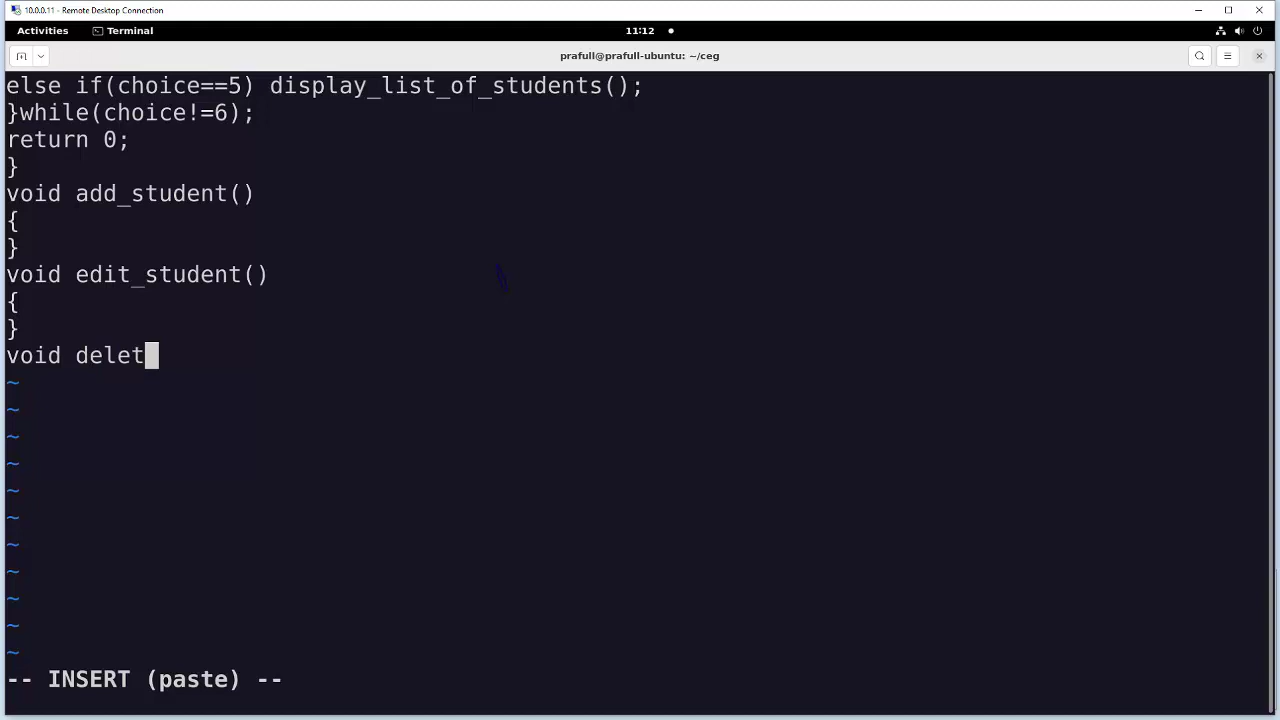 10.0.0.11 - Remote Desktop Connection
Activities
Terminal
11:12
prafull@prafull-ubuntu: ~/ceg
else if(choice==5) display_list_of_students();
}while(choice!=6);
return 0;
}
void add_student()
{
}
void edit_student()
{
}
void delet
~
~
~
~
~
~
~
~
~
~
~
-- INSERT (paste) --